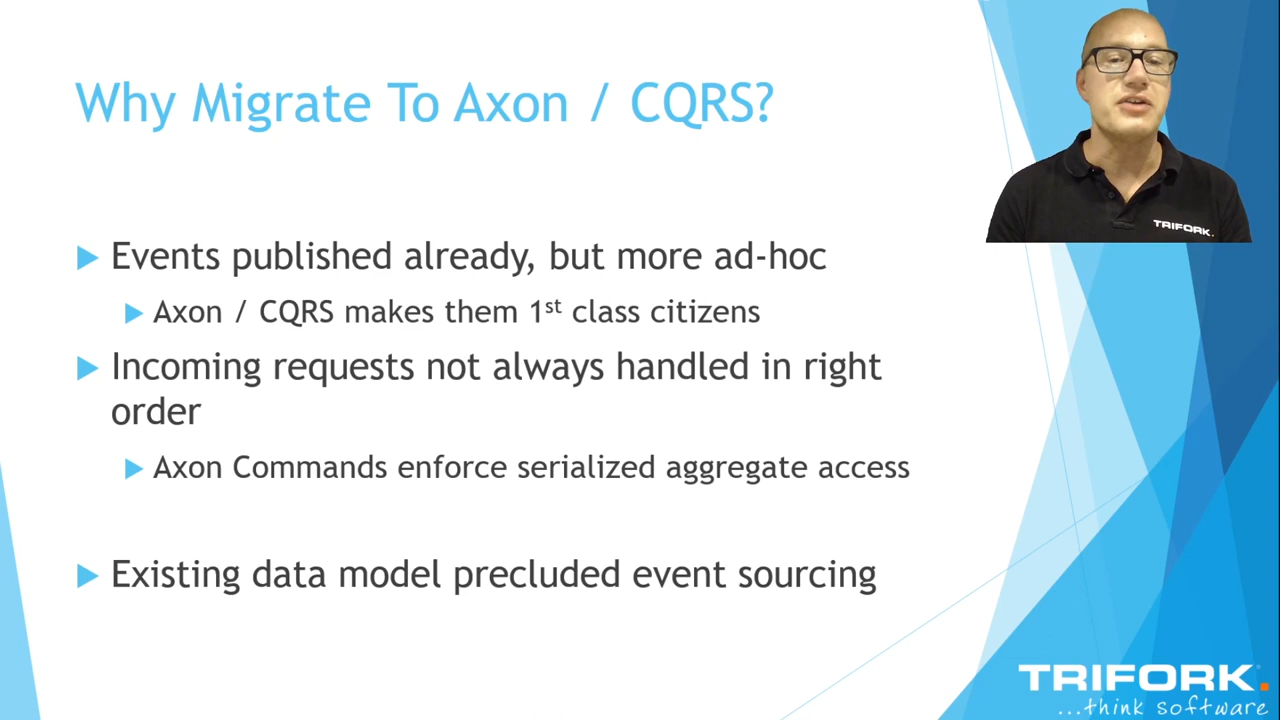 Why Migrate To Axon / CQRS?
Events published already, but more ad-hoc
Axon / CQRS makes them 1st class citizens
Incoming requests not always handled in right
order
Axon Commands enforce serialized aggregate access
Existing data model precluded event sourcing
TRIFORK.
TRIFORK.
...think software